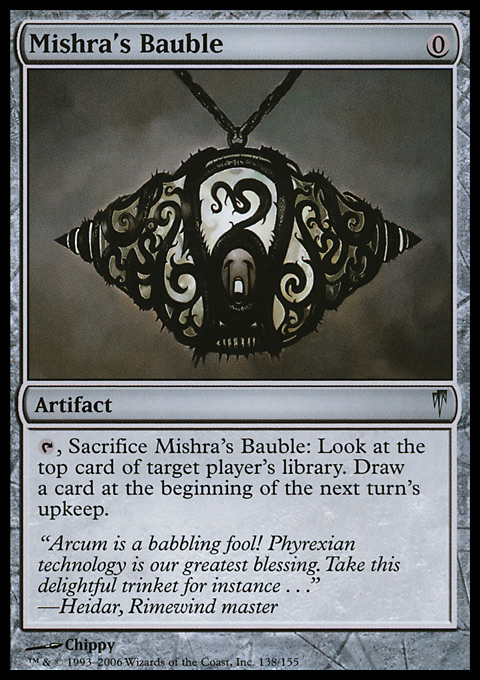 Mishra's Bauble 0
Artifact
, Sacrifice Mishra's Bauble: Look at the
top card of target player's library. Draw
a card at the beginning of the next turn's
upkeep.
“Arcum is a babbling fool! Phyrexian
technology is our greatest blessing. Take this
delightful trinket for instance . . .”
—Heidar, Rimewind master
Chippy
™ & © 1993–2006 Wizards of the Coast, Inc. 138/155